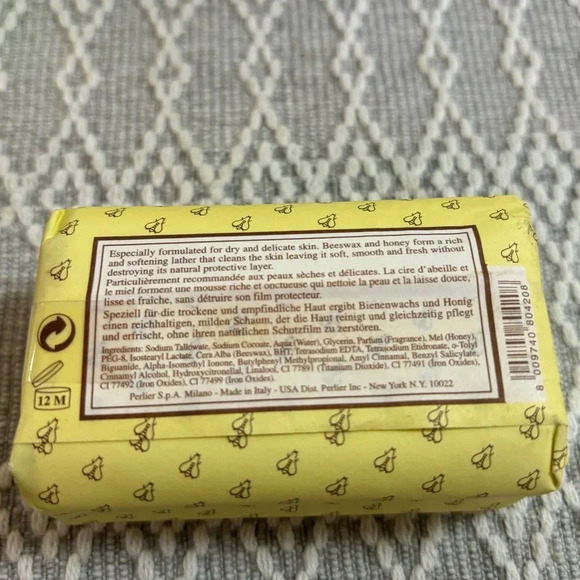 Especially formulated for dry and delicate skin. Beeswax and honey form a rich
and softening lather that cleans the skin leaving it soft, smooth and fresh without
destroying its natural protective layer.
Particulièrement recommandée aux peaux sèches et délicates. La cire d'abeille et
le miel forment une mousse riche et onctueuse qui nettoie la peau et la laisse douce,
lisse et fraîche, sans détruire son film protecteur.
Speziell für-die trockene und empfindliche Haut ergibt Bienenwachs und Honig
einen reichhaltigen, milden Schaum, der die Haut reinigt und gleichzeitig pflegt
und erfrischt, ohne ihren natürlichen Schutzfilm zu zerstören.
Ingredients: Sodium Tallowate, Sodium Cocoate, Aqua (Water), Glycerin, Parfum (Fragrance), Mel (Honey),
PEG-8, Isostearyl Lactate, Cera Alba (Beeswax), BHT, Tetrasodium EDTA, Tetrasodium Etidronate, o-Tolyl
Biguanide, Alpha-Isomethyl Ionone, Butylphenyl Methylpropional, Amyl Cinnamal, Benzyl Salicylate,
Cinnamyl Alcohol, Hydroxycitronellal, Linalool, CI 77891 (Titanium Dioxide), CI 77491 (Iron Oxides),
CI 77492 (Iron Oxides), CI 77499 (Iron Oxides).
Perlier S.p.A. Milano - Made in Italy - USA Dist. Perlier Inc - New York N.Y. 10022
12 M
8 009740 804208